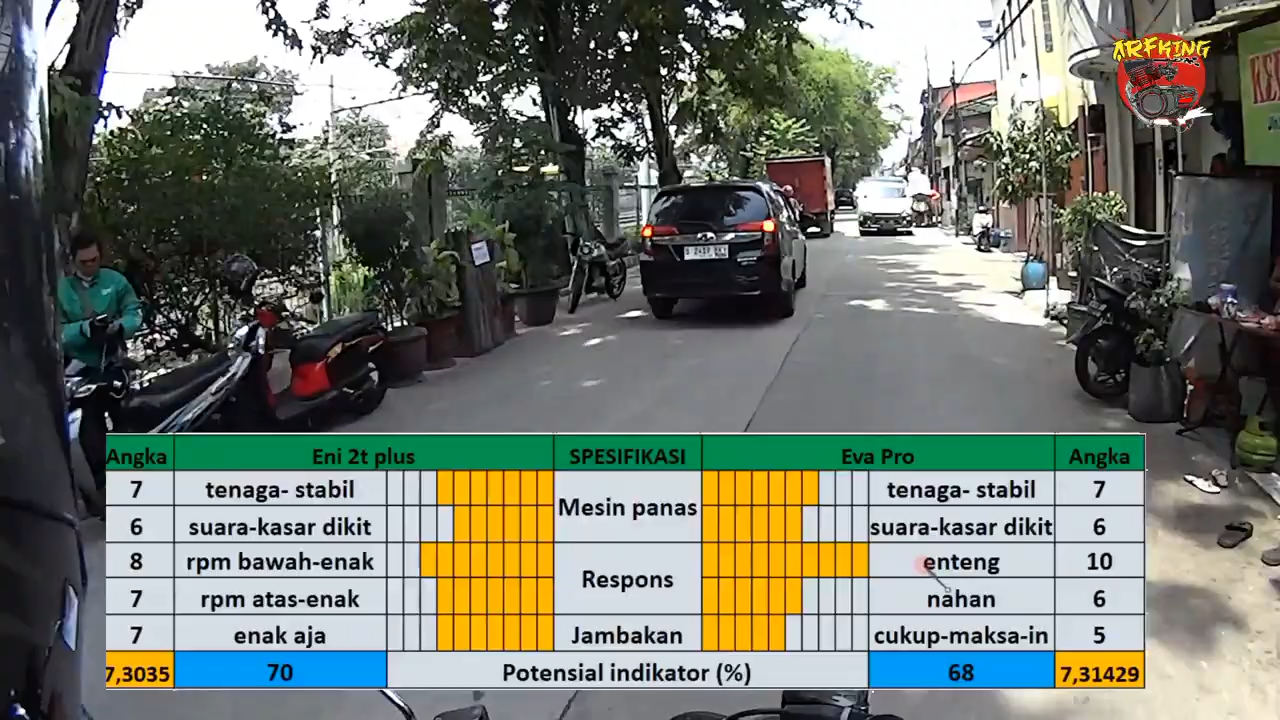 ARFKING
Angka Eni 2t plus SPESIFIKASI Eva Pro Angka
7 tenaga- stabil Mesin panas tenaga- stabil 7
6 suara-kasar dikit suara-kasar dikit 6
8 rpm bawah-enak Respons enteng 10
7 rpm atas-enak nahan 6
7 enak aja Jambakan cukup-maksa-in 5
7,3035 70 Potensial indikator (%) 68 7,31429